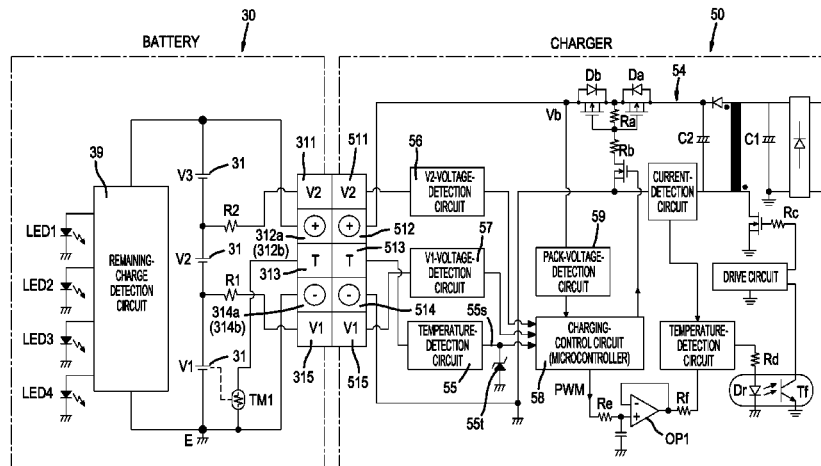 BATTERY
30
CHARGER
50
39
V3
31
R2
V2
31
R1
V1
31
TM1
E
LED1
LED2
LED3
LED4
REMAINING-
CHARGE
DETECTION
CIRCUIT
311
511
V2
V2
+
+
312a
(312b)
512
513
T
T
313
-
-
314a
(314b)
514
V1
V1
315
515
56
V2-VOLTAGE-
DETECTION
CIRCUIT
57
V1-VOLTAGE-
DETECTION
CIRCUIT
55s
TEMPERATURE-
DETECTION
CIRCUIT
55
55t
Vb
Db
Da
Ra
Rb
54
C2
C1
59
PACK-VOLTAGE-
DETECTION
CIRCUIT
CURRENT-
DETECTION
CIRCUIT
Rc
DRIVE CIRCUIT
CHARGING-
CONTROL CIRCUIT
(MICROCONTROLLER)
58
PWM
Re
-
+
OP1
Rf
TEMPERATURE-
DETECTION
CIRCUIT
Rd
Dr
Tf